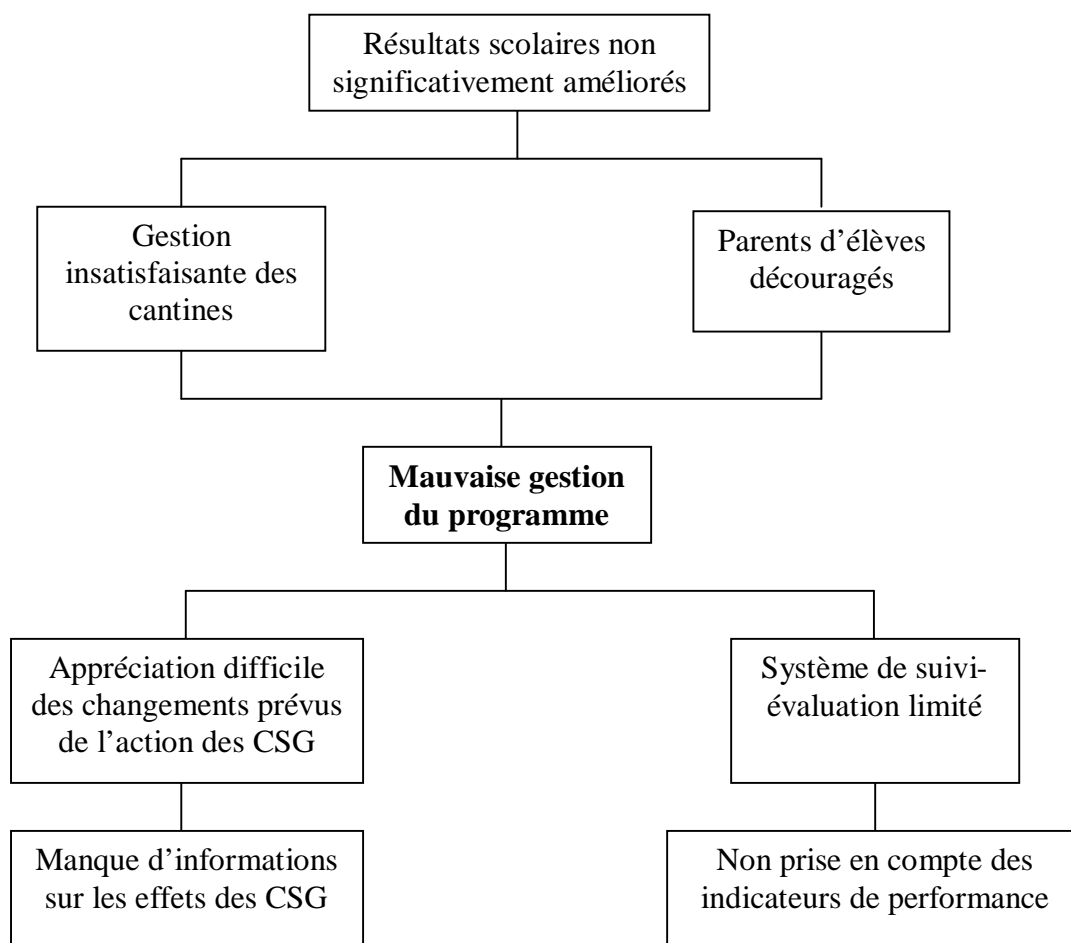 Résultats scolaires non
significativement améliorés
Gestion
insatisfaisante des
cantines
Parents d’élèves
découragés
Mauvaise gestion
du programme
Appréciation difficile
des changements prévus
de l’action des CSG
Système de suivi-
évaluation limité
Manque d’informations
sur les effets des CSG
Non prise en compte des
indicateurs de performance